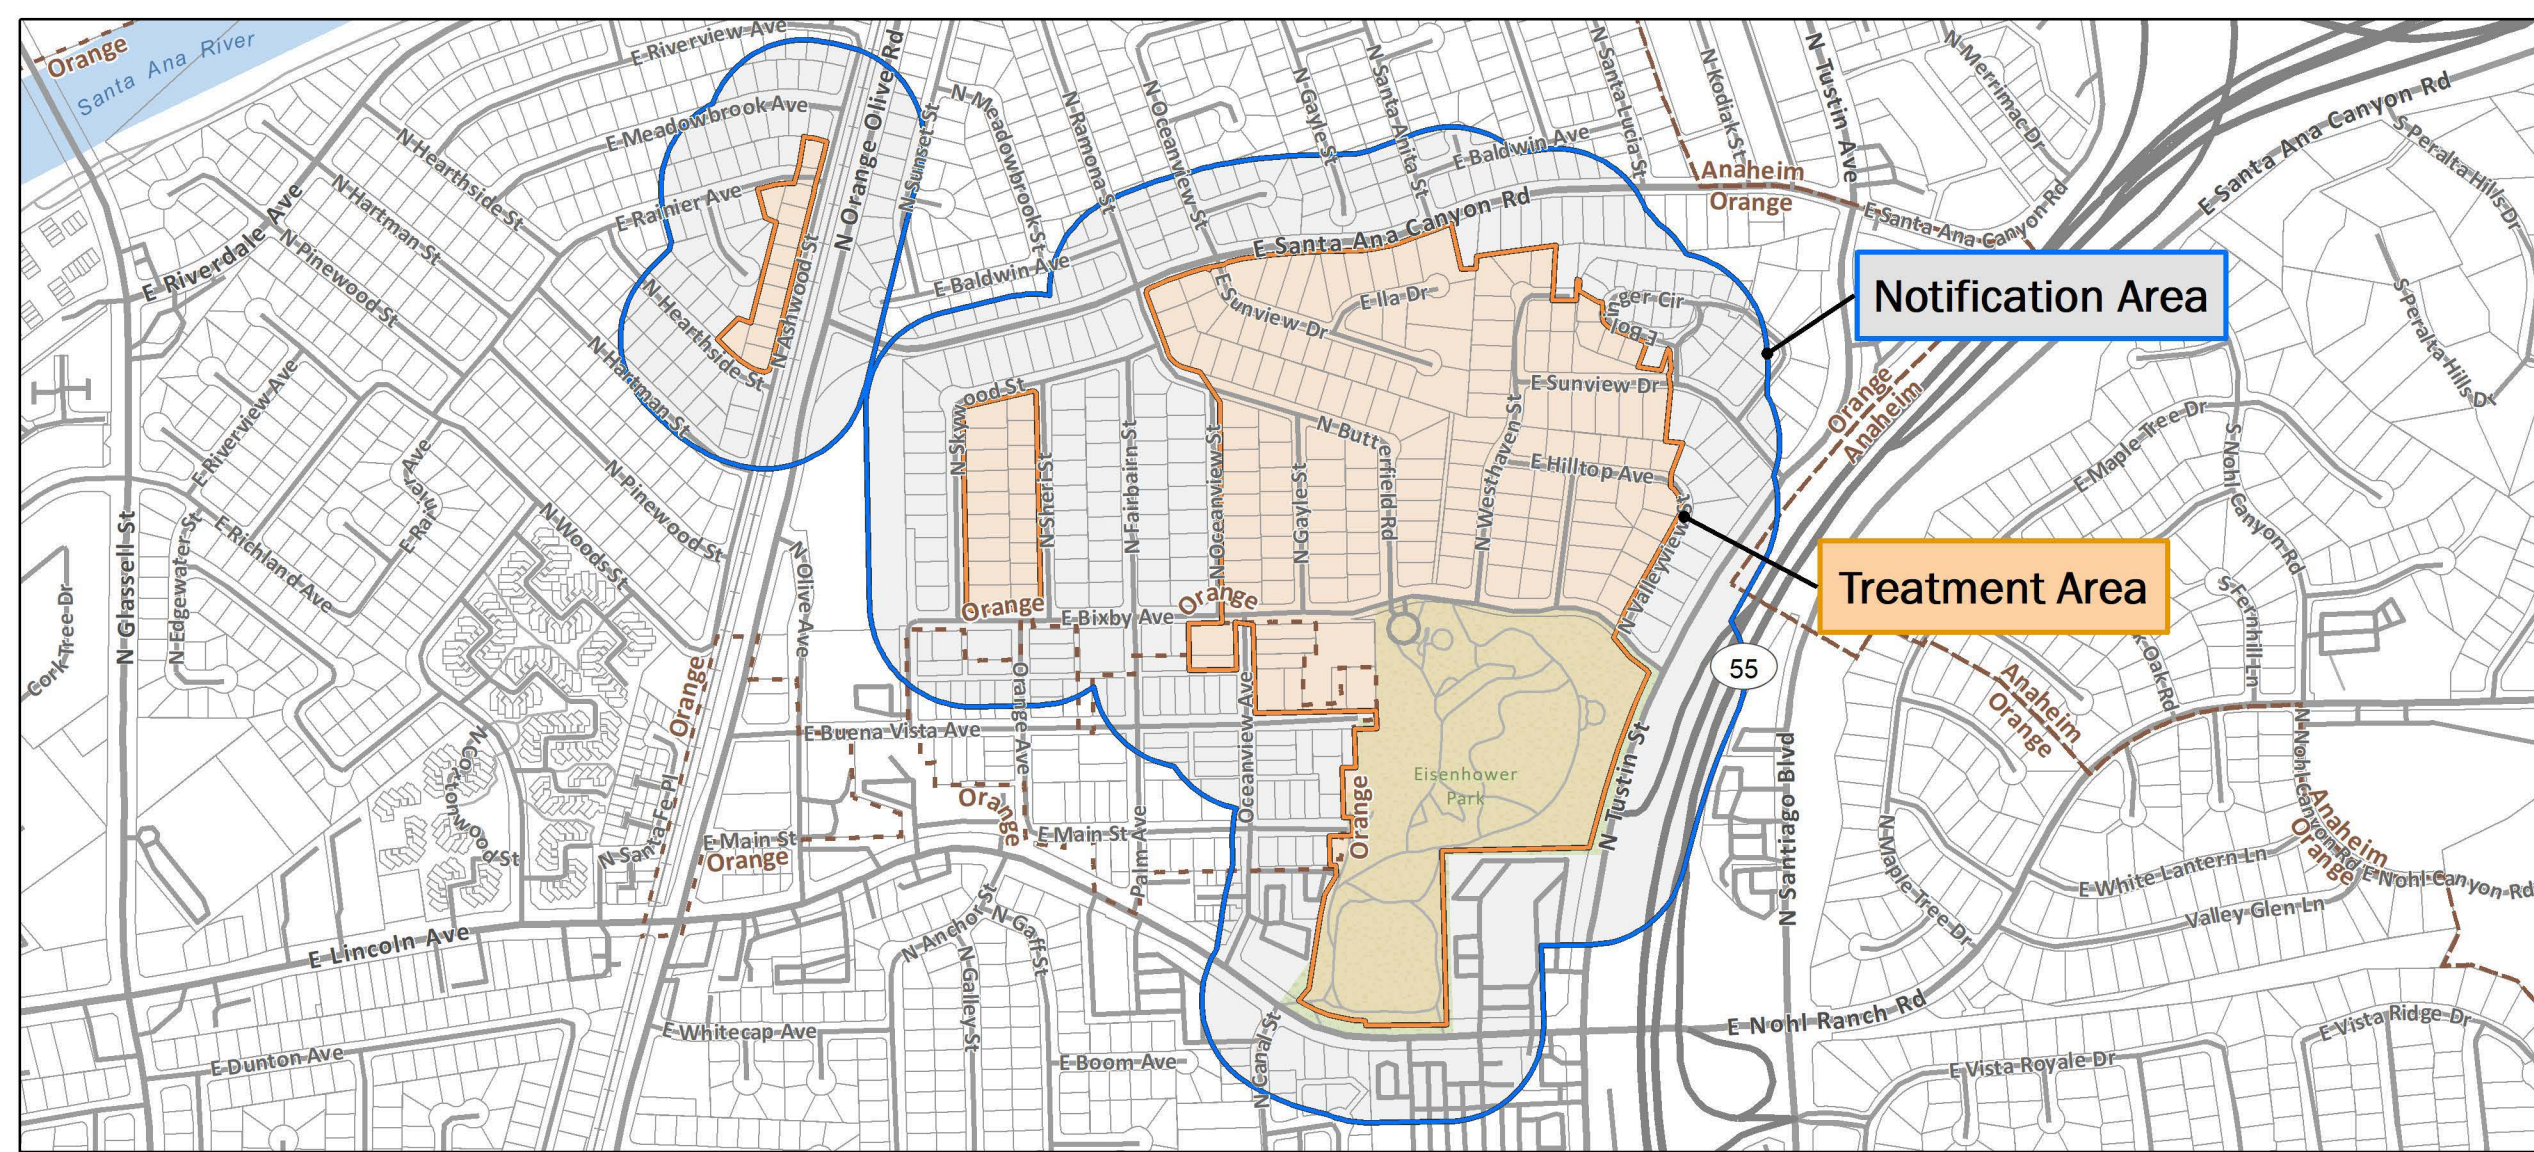 Orange
Santa Ana River
E Riverview Ave
N Orange Olive Rd
N Sunset St
N Meadowbrook St
N Ramona St
N Oceanview St
N Gayle St
N Santa Anita St
N Santa Lucia St
N Kodiak St
N Tustin Ave
N Merrimac Dr
E Santa Ana Canyon Rd
S Peralta Hills Dr
E Meadowbrook Ave
E Baldwin Ave
Anaheim
Orange
E Santa Ana Canyon Rd
N Hearthside St
N Hartman St
E Rainier Ave
E Riverdale Ave
N Pinewood St
E Santa Ana Canyon Rd
E Baldwin Ave
Notification Area
S Peralta Hills Dr
N Hearthside St
N Ashwood St
E Sunview Dr
E Ila Dr
E Bolinger Cir
N Hartman St
E Riverview Ave
E Sunview Dr
Orange
Anaheim
E Maple Tree Dr
N Skywood St
N Sheri St
N Fairbairn St
N Oceanview St
N Gayle St
N Butterfield Rd
N Westhaven St
E Hilltop Ave
N Valleyview St
S Nohl Canyon Rd
E Rainier Ave
N Pinewood St
N Woods St
E Richland Ave
N Edgewater St
N Glassell St
Cork Tree Dr
N Olive Ave
Treatment Area
S Fernhill Ln
Orange
Orange
E Bixby Ave
55
k Oak Rd
Anaheim
Orange
Orange
Orange Ave
Oceanview Ave
E Buena Vista Ave
N Cottonwood St
N Santa Fe Pl
Eisenhower
Park
N Tustin St
N Santiago Blvd
N Nohl Canyon Rd
Orange
Orange
E Main St
Orange
E Main St
Palm Ave
N Maple Tree Dr
Anaheim
Orange
E White Lantern Ln
E Nohl Canyon Rd
Valley Glen Ln
E Lincoln Ave
N Anchor St
N Gaff St
N Galley St
E Whitecap Ave
E Dunton Ave
E Boom Ave
N Canal St
E Nohl Ranch Rd
E Vista Ridge Dr
E Vista Royale Dr